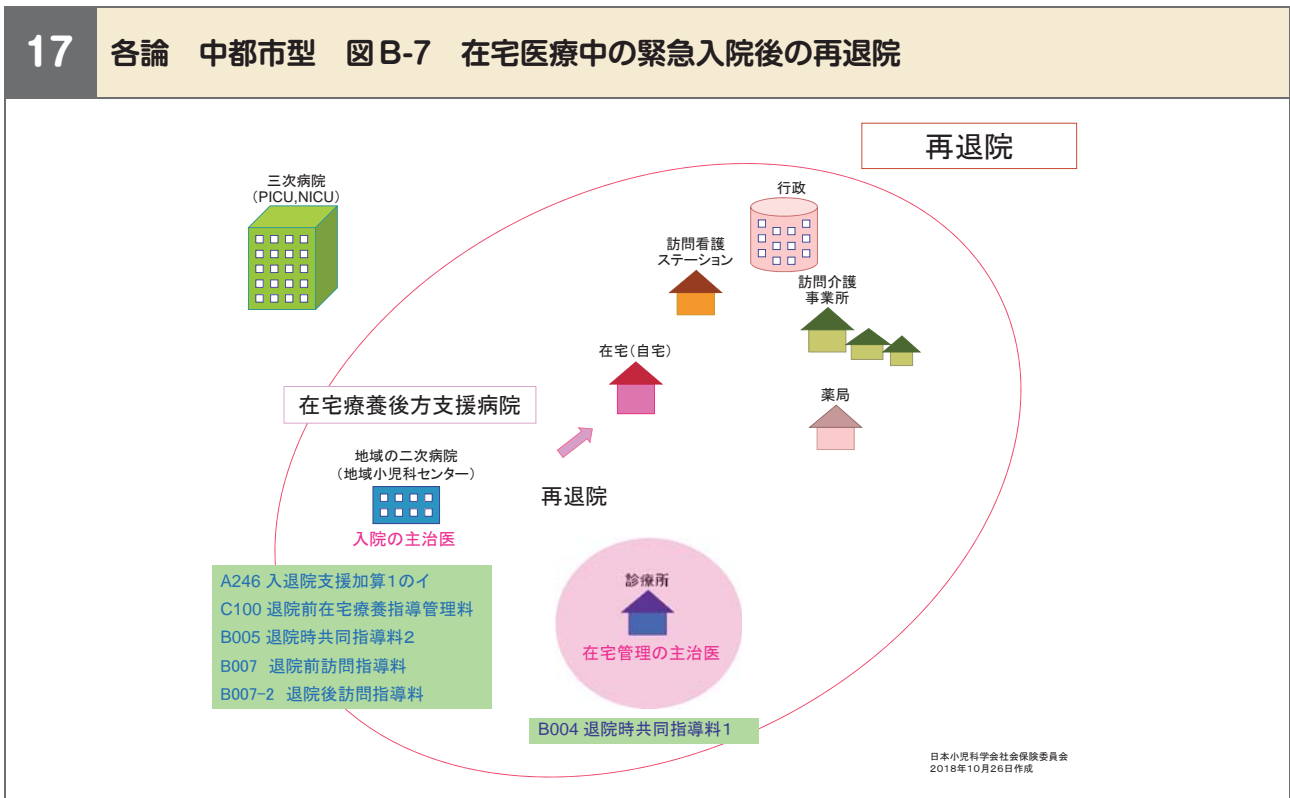 17 各論 中都市型 図B-7 在宅医療中の緊急入院後の再退院
再退院
三次病院
(PICU,NICU)
行政
訪問看護
ステーション
訪問介護
事業所
在宅(自宅)
薬局
在宅療養後方支援病院
地域の二次病院
(地域小児科センター)
入院の主治医
再退院
A246 入退院支援加算1のイ
C100 退院前在宅療養指導管理料
B005 退院時共同指導料2
B007 退院前訪問指導料
B007-2 退院後訪問指導料
診療所
在宅管理の主治医
B004 退院時共同指導料1
日本小児科学会社会保険委員会
2018年10月26日作成